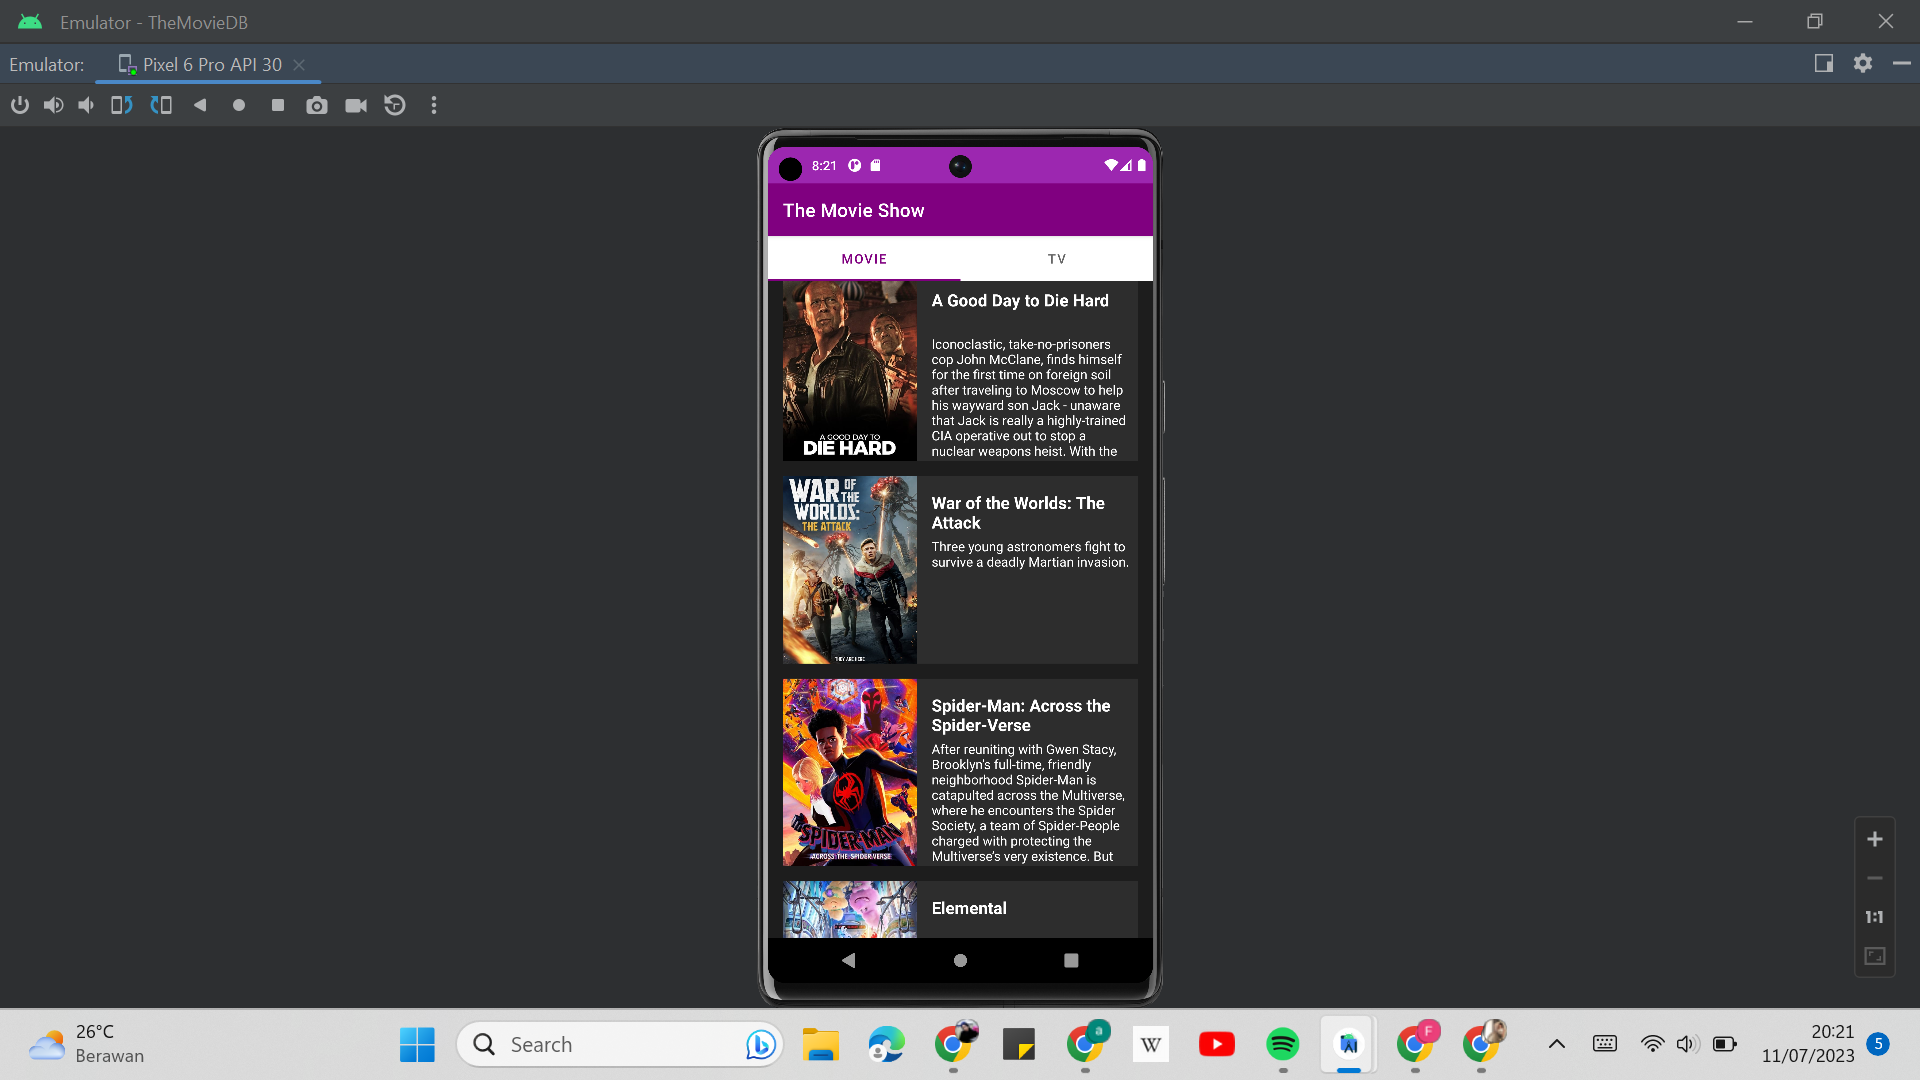 Emulator - TheMovieDB
Emulator:
Pixel 6 Pro API 30
8:21
The Movie Show
MOVIE
TV
A GOOD DAY TO
DIE HARD
A Good Day to Die Hard
Iconoclastic, take-no-prisoners
cop John McClane, finds himself
for the first time on foreign soil
after traveling to Moscow to help
his wayward son Jack - unaware
that Jack is really a highly-trained
CIA operative out to stop a
nuclear weapons heist. With the
WAR OF THE
WORLDS:
THE ATTACK
THEY ARE HERE
War of the Worlds: The
Attack
Three young astronomers fight to
survive a deadly Martian invasion.
SPIDER-MAN
ACROSS THE SPIDER-VERSE
Spider-Man: Across the
Spider-Verse
After reuniting with Gwen Stacy,
Brooklyn's full-time, friendly
neighborhood Spider-Man is
catapulted across the Multiverse,
where he encounters the Spider
Society, a team of Spider-People
charged with protecting the
Multiverse's very existence. But
Elemental
1:1
26°C
Berawan
Search
a
W
F
20:21
11/07/2023
5